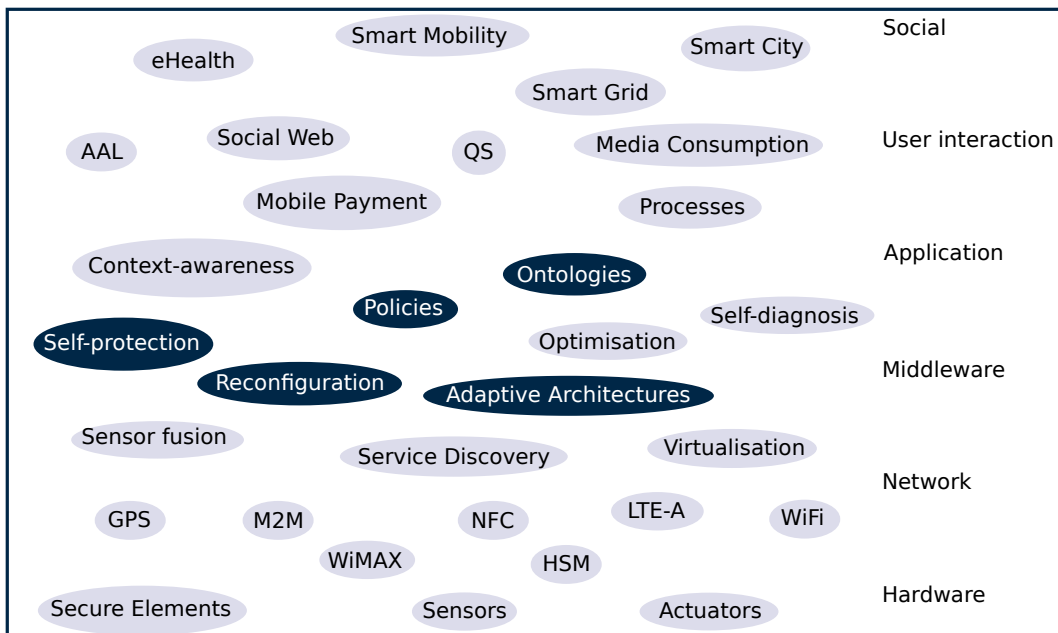 Social
Smart Mobility
Smart City
eHealth
Smart Grid
User interaction
Social Web
Media Consumption
AAL
QS
Mobile Payment
Processes
Application
Context-awareness
Ontologies
Policies
Self-diagnosis
Self-protection
Optimisation
Middleware
Reconfiguration
Adaptive Architectures
Sensor fusion
Service Discovery
Virtualisation
Network
GPS
M2M
NFC
LTE-A
WiFi
WiMAX
HSM
Hardware
Secure Elements
Sensors
Actuators